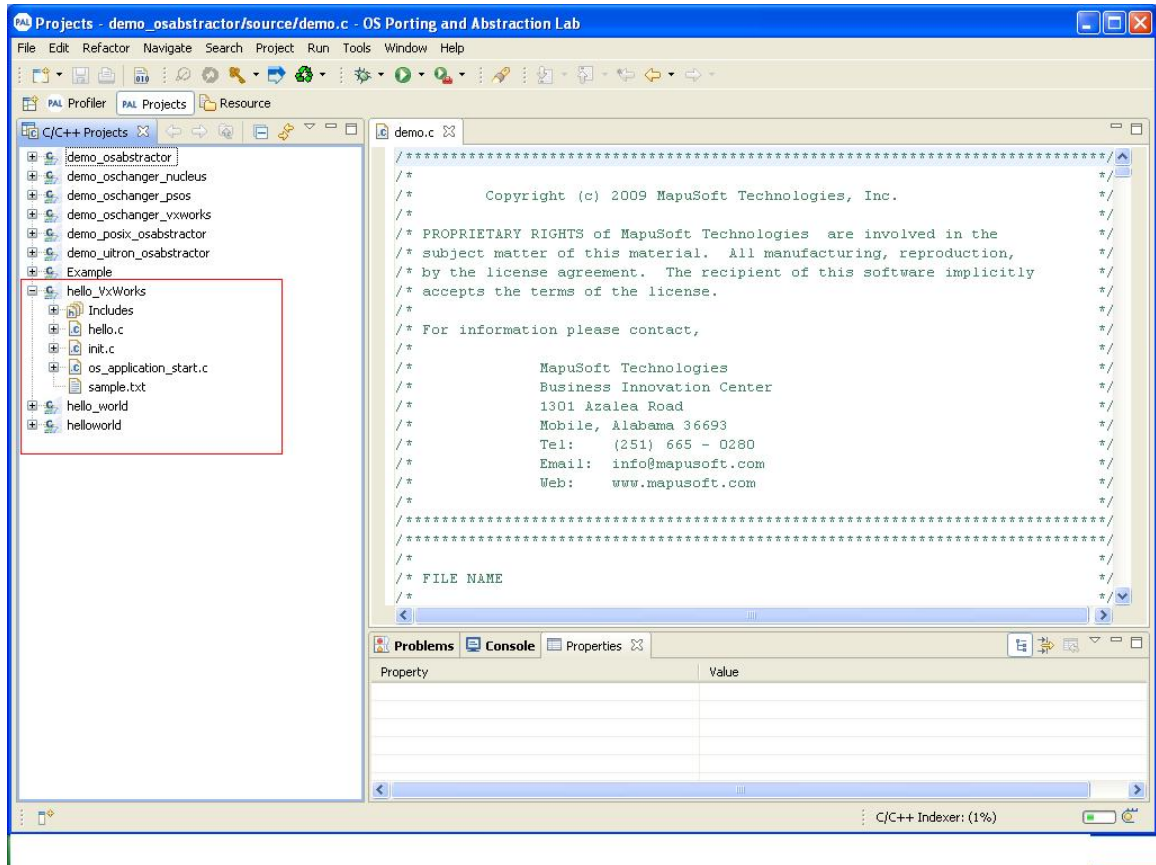 Projects - demo_osabstractor/source/demo.c - OS Porting and Abstraction Lab
File Edit Refactor Navigate Search Project Run Tools Window Help
PAL Profiler PAL Projects Resource
C/C++ Projects
demo_osabstractor
demo_oschanger_nucleus
demo_oschanger_psos
demo_oschanger_vxworks
demo_posix_osabstractor
demo_uitron_osabstractor
Example
hello_VxWorks
Includes
hello.c
init.c
os_application_start.c
sample.txt
hello_world
helloworld
demo.c
/******************************************************************************/
/* */
/* Copyright (c) 2009 MapuSoft Technologies, Inc. */
/* */
/* PROPRIETARY RIGHTS of MapuSoft Technologies are involved in the */
/* subject matter of this material. All manufacturing, reproduction, */
/* by the license agreement. The recipient of this software implicitly */
/* accepts the terms of the license. */
/* */
/* For information please contact, */
/* */
/* MapuSoft Technologies */
/* Business Innovation Center */
/* 1301 Azalea Road */
/* Mobile, Alabama 36693 */
/* Tel: (251) 665 - 0280 */
/* Email: info@mapusoft.com */
/* Web: www.mapusoft.com */
/* */
/******************************************************************************/
/******************************************************************************/
/* */
/* FILE NAME */
/* */
Problems Console Properties
Property Value
C/C++ Indexer: (1%)